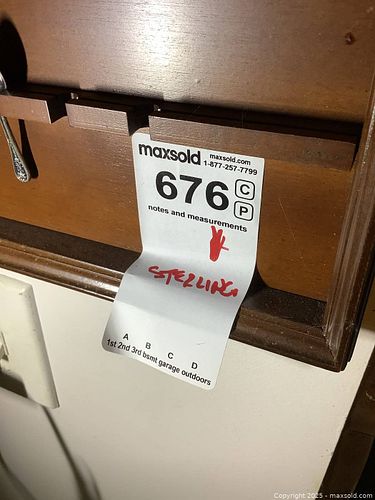 maxsold maxsold.com
1-877-257-7799
676 C
P
notes and measurements
STERLING
A B C D
1st 2nd 3rd bsmt garage outdoors
Copyright © 2025 - maxsold.com